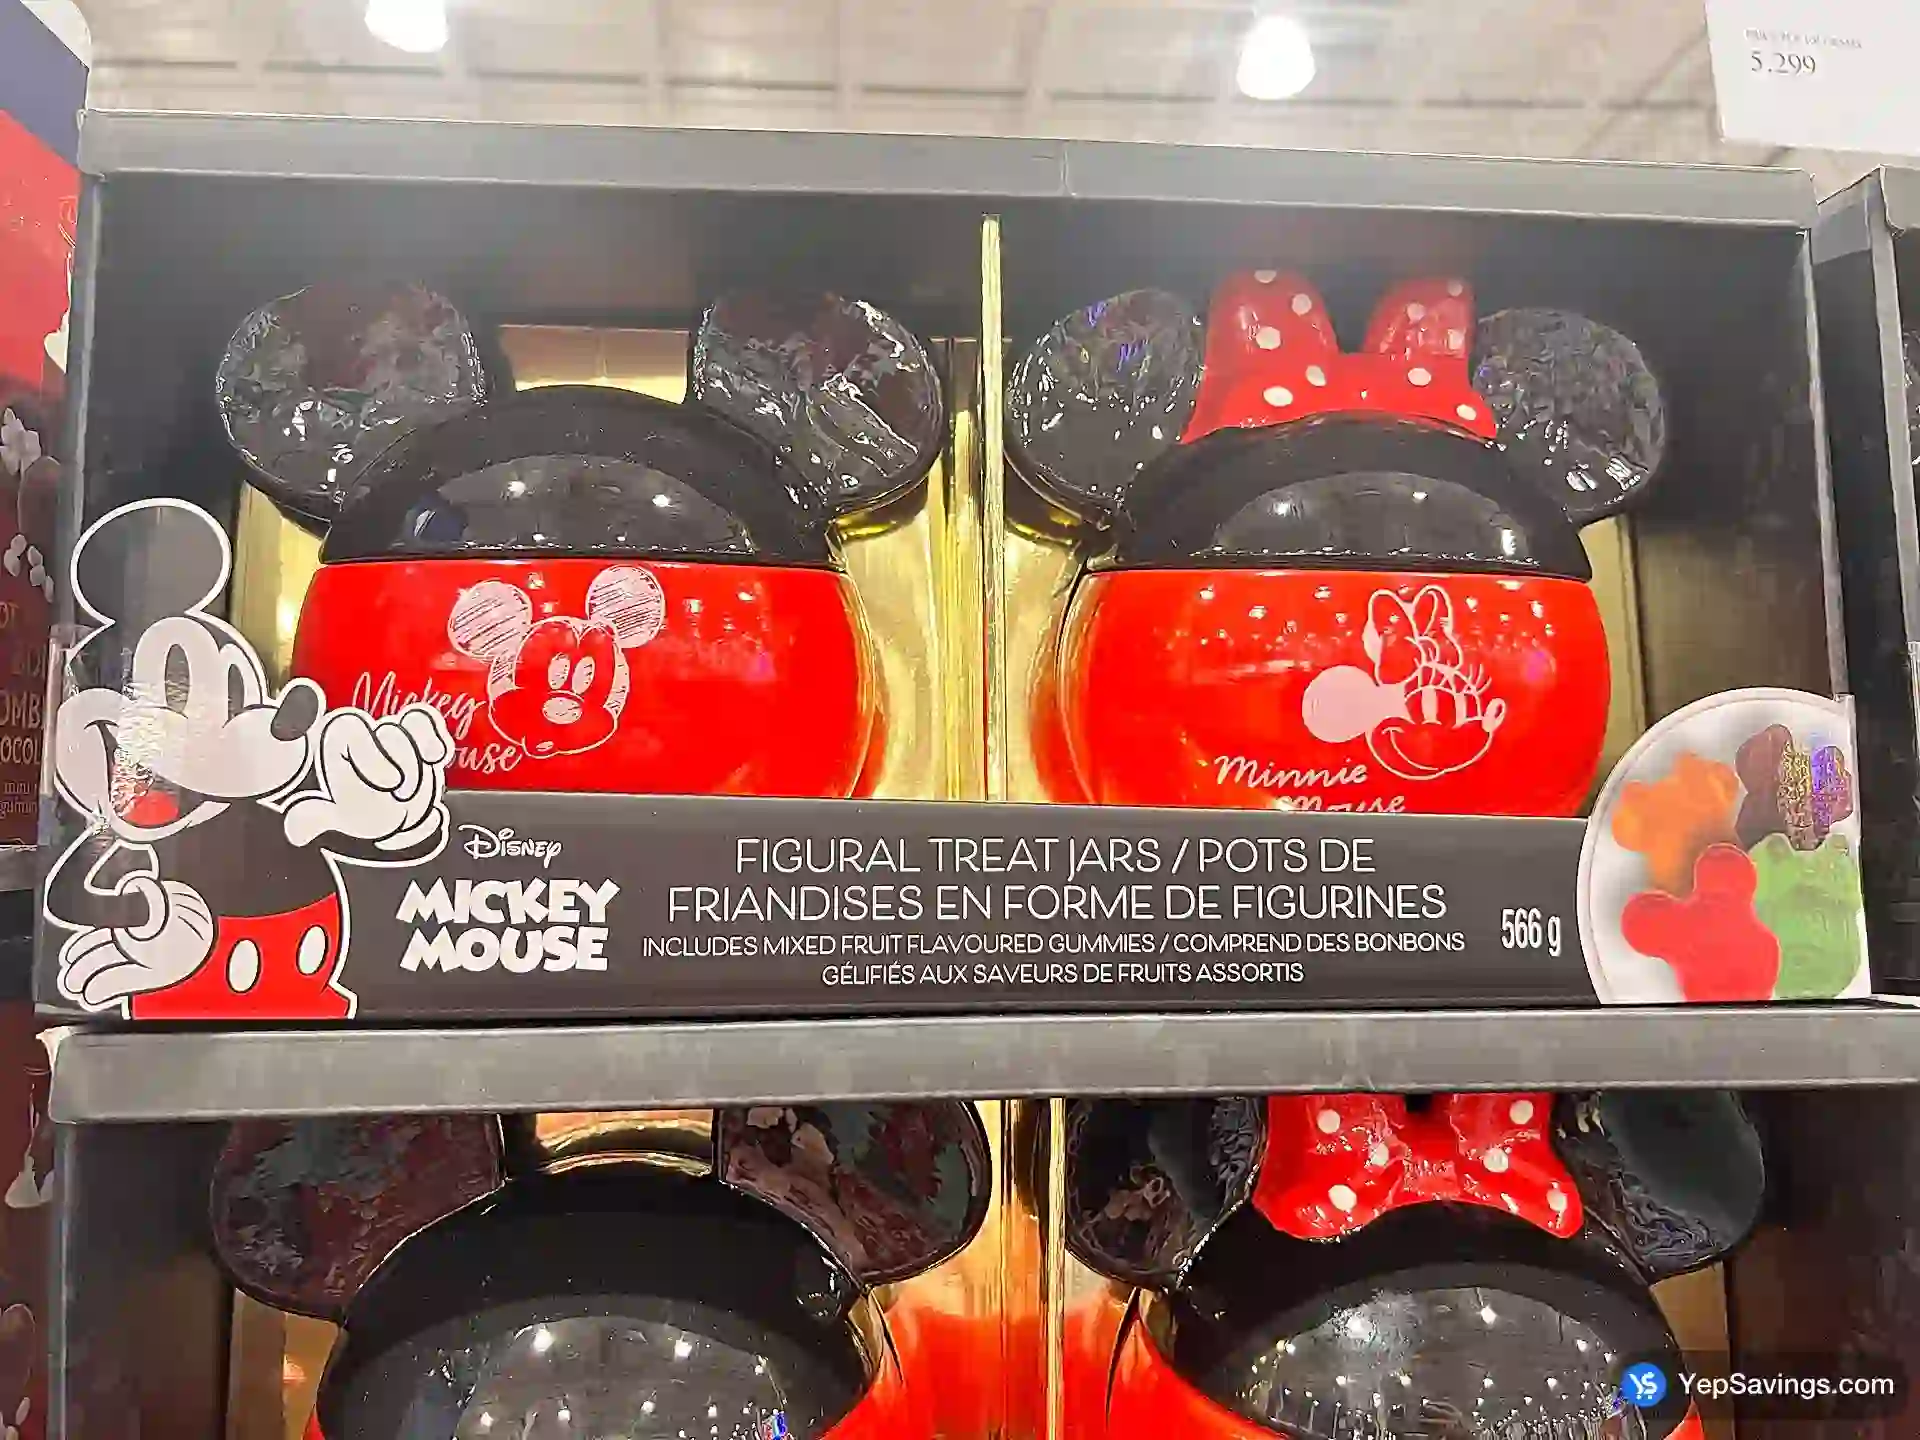 5.299
Mickey
Minnie
Mouse
Disney
MICKEY
MOUSE
FIGURAL TREAT JARS / POTS DE
FRIANDISES EN FORME DE FIGURINES
INCLUDES MIXED FRUIT FLAVOURED GUMMIES / COMPREND DES BONBONS
GÉLIFIÉS AUX SAVEURS DE FRUITS ASSORTIS
566 g
YepSavings.com